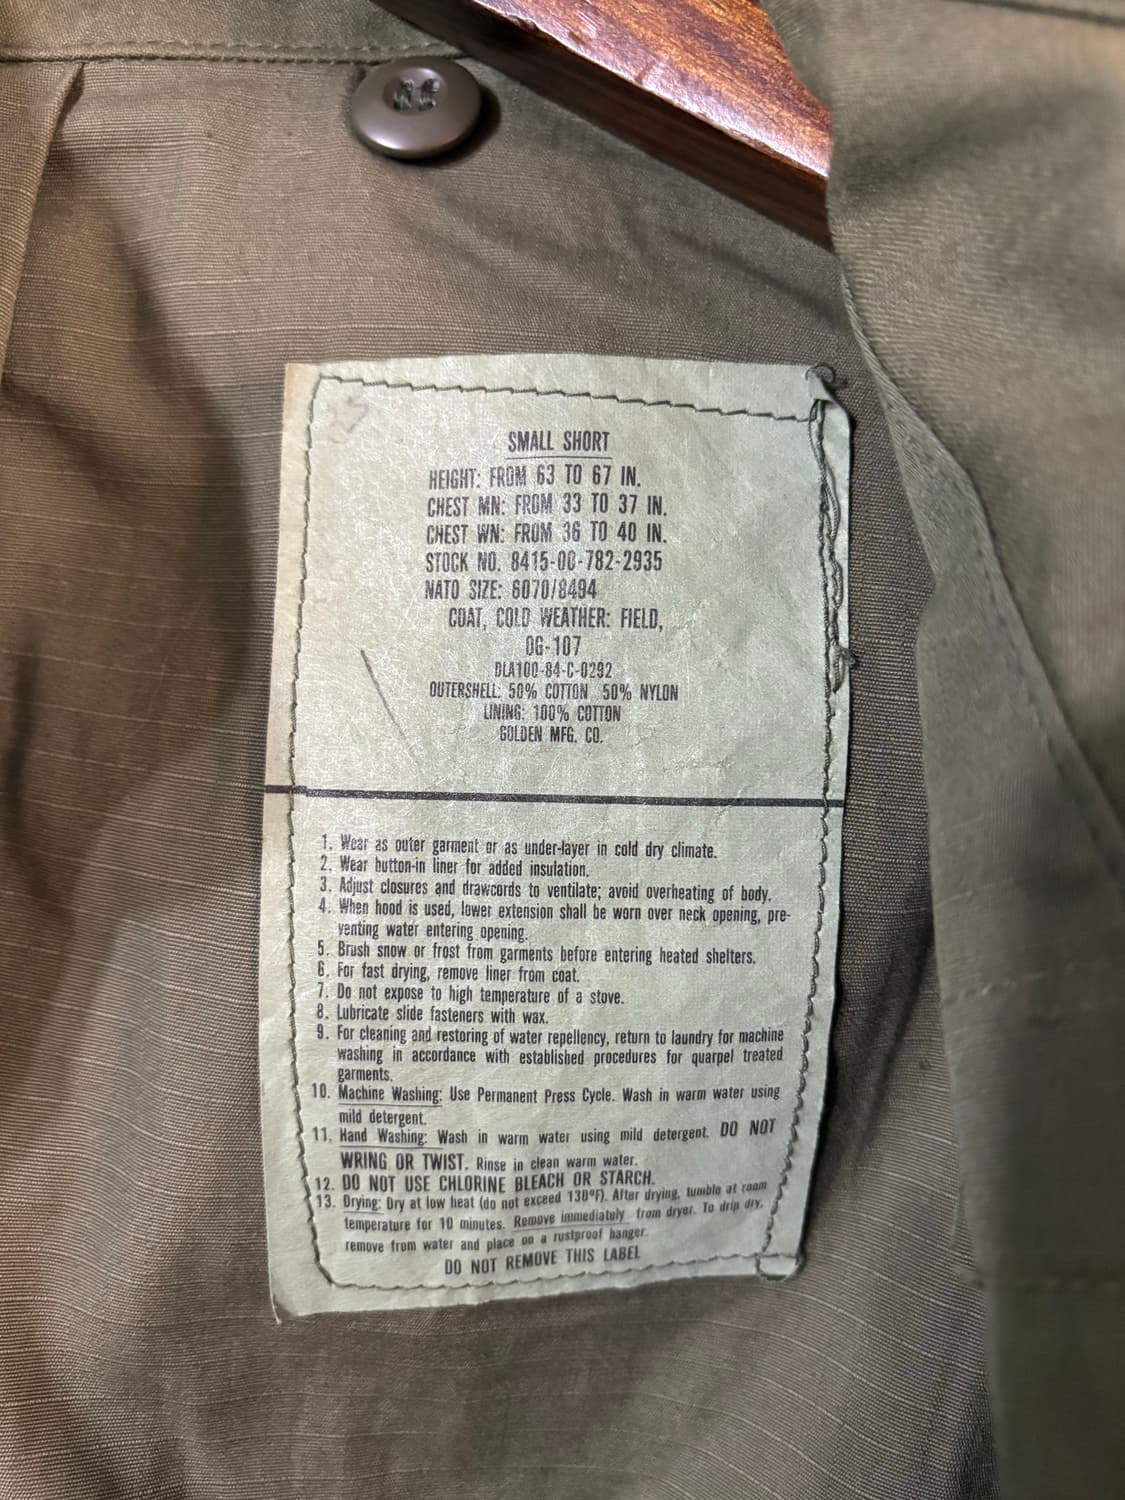 SMALL SHORT
HEIGHT: FROM 63 TO 67 IN.
CHEST MN: FROM 33 TO 37 IN.
CHEST WN: FROM 36 TO 40 IN.
STOCK NO. 8415-00-782-2935
NATO SIZE: 6070/8494
COAT, COLD WEATHER: FIELD,
OG-107
DLA100-84-C-0292
OUTERSHELL: 50% COTTON 50% NYLON
LINING: 100% COTTON
GOLDEN MFG. CO.
1. Wear as outer garment or as under-layer in cold dry climate.
2. Wear button-in liner for added insulation.
3. Adjust closures and drawcords to ventilate; avoid overheating of body.
4. When hood is used, lower extension shall be worn over neck opening, pre-
venting water entering opening.
5. Brush snow or frost from garments before entering heated shelters.
6. For fast drying, remove liner from coat.
7. Do not expose to high temperature of a stove.
8. Lubricate slide fasteners with wax.
9. For cleaning and restoring of water repellency, return to laundry for machine
washing in accordance with established procedures for quarpel treated
garments.
10. Machine Washing: Use Permanent Press Cycle. Wash in warm water using
mild detergent.
11. Hand Washing: Wash in warm water using mild detergent. DO NOT
WRING OR TWIST. Rinse in clean warm water.
12. DO NOT USE CHLORINE BLEACH OR STARCH.
13. Drying: Dry at low heat (do not exceed 130°F). After drying, tumble at room
temperature for 10 minutes. Remove immediately from dryer. To drip dry,
remove from water and place on a rustproof hanger.
DO NOT REMOVE THIS LABEL